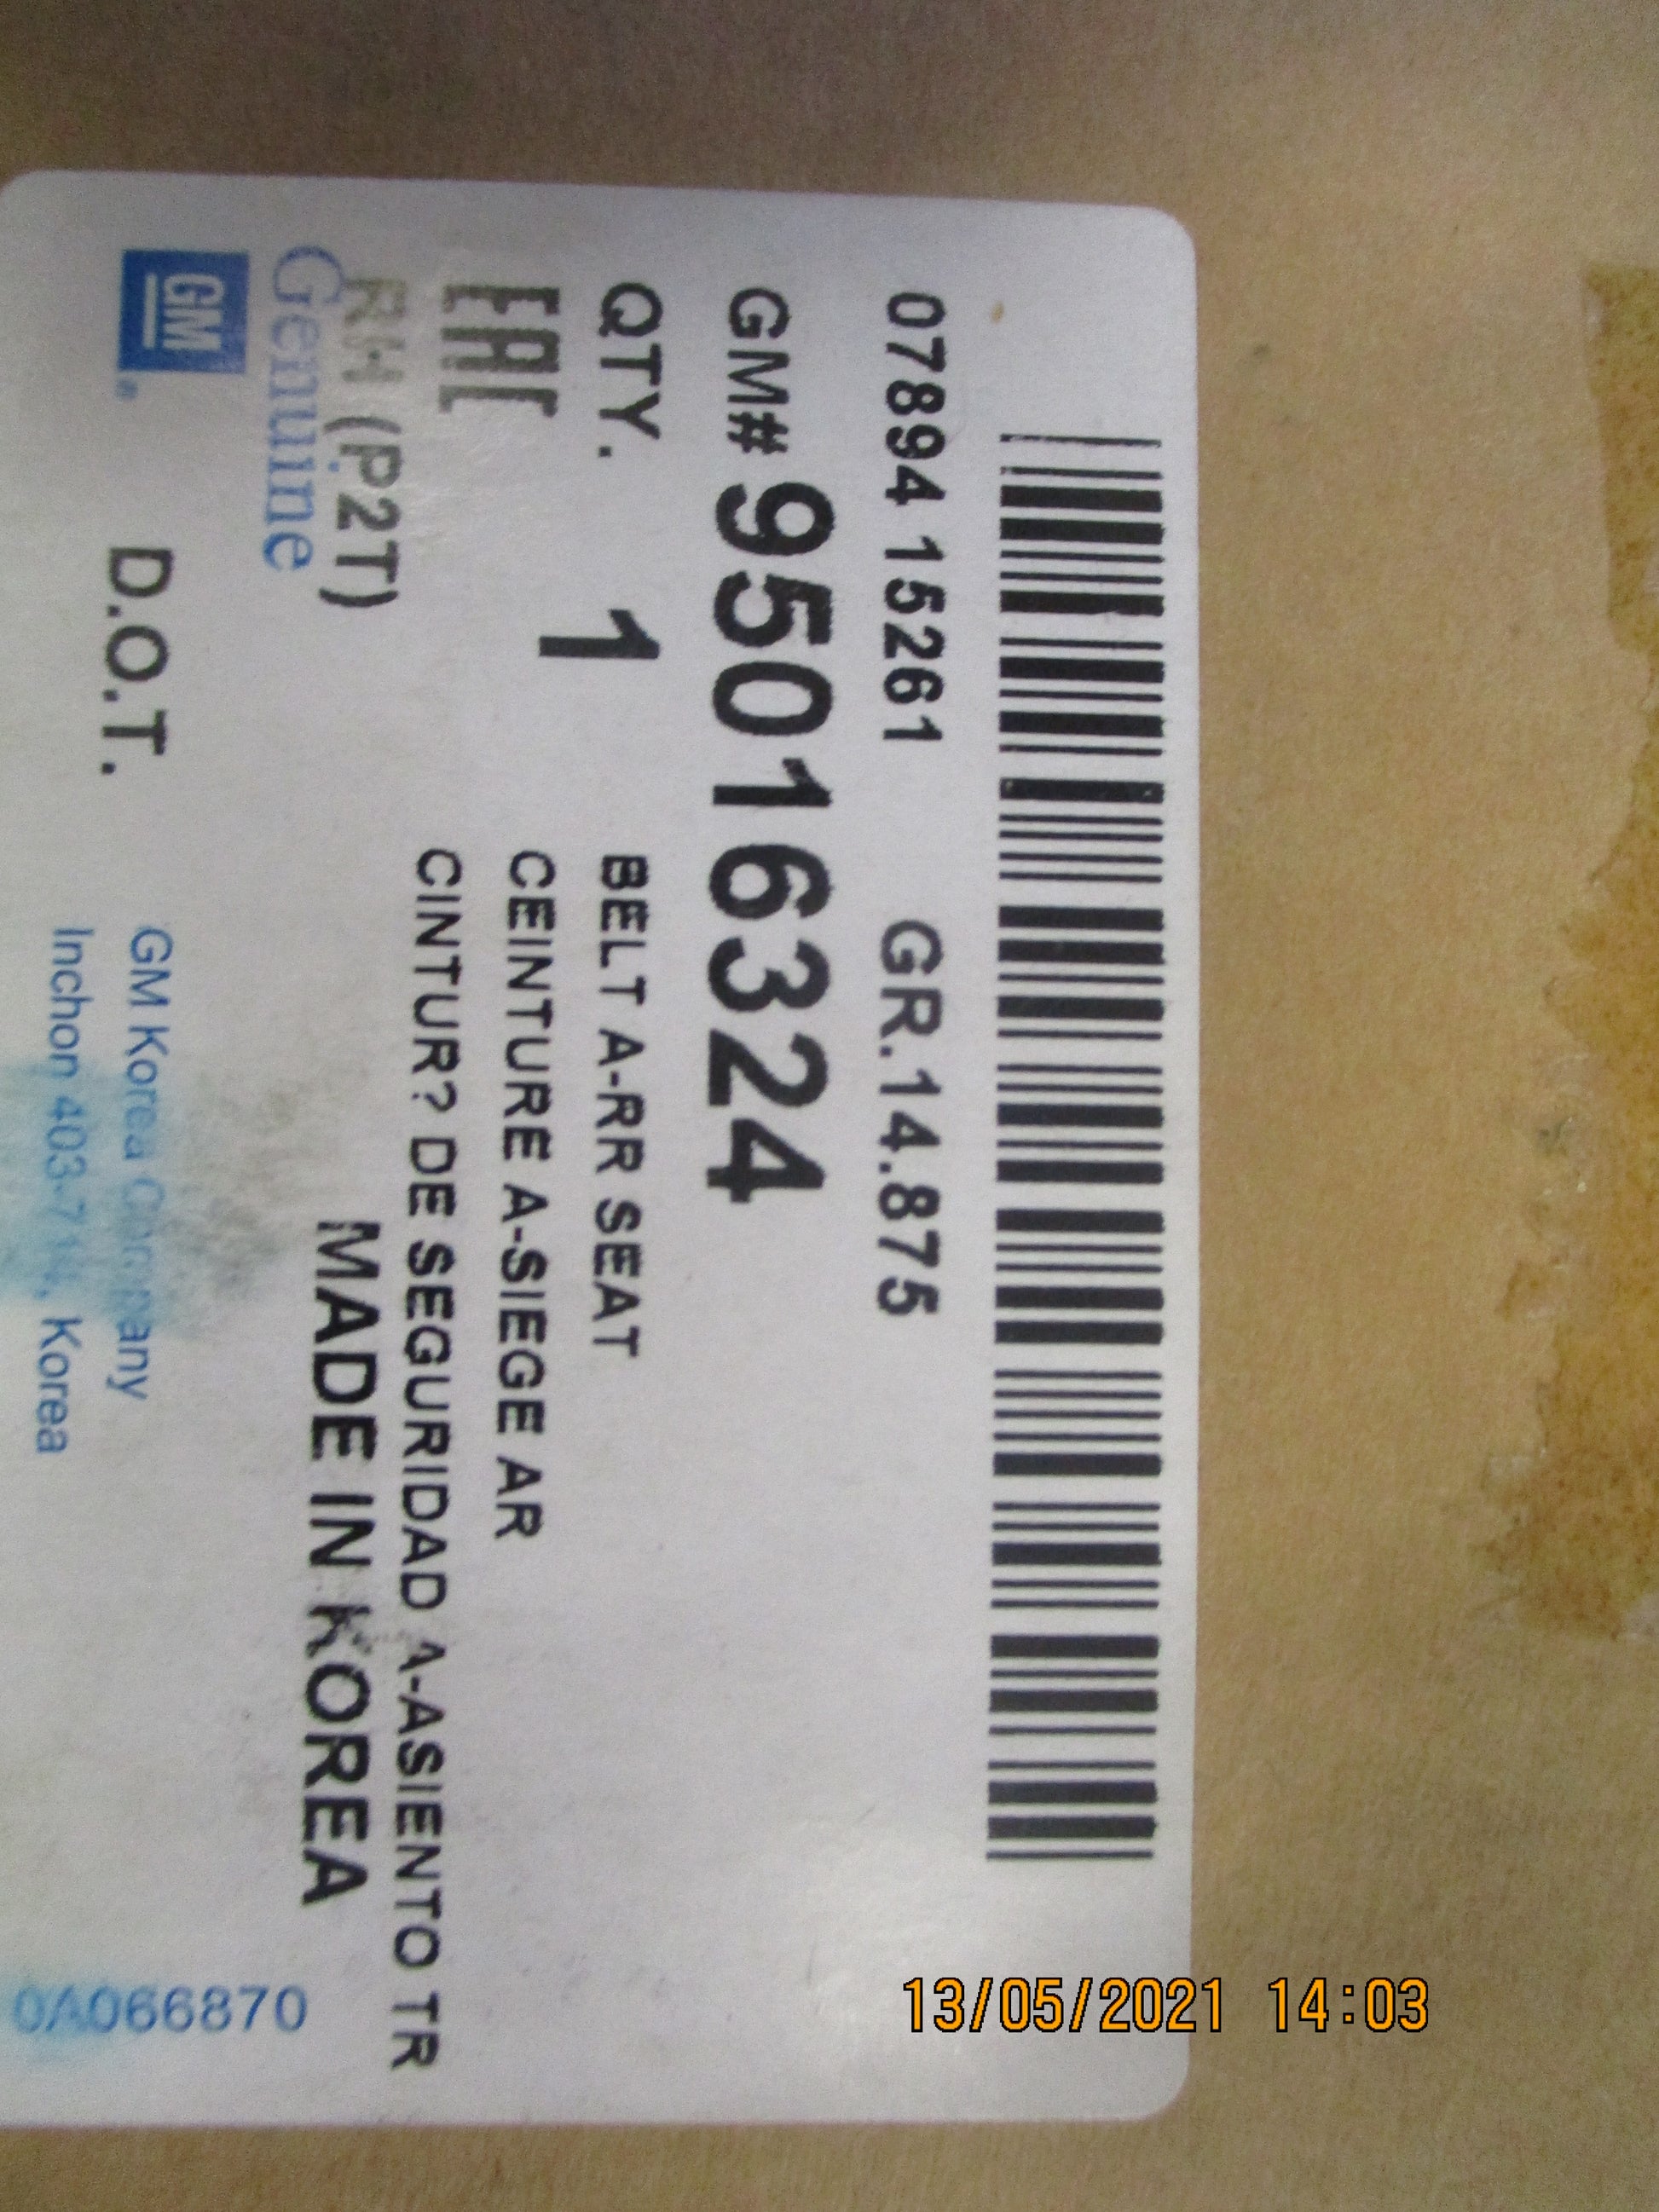 07894 15261 GR.14.875
GM# 95016324
QTY. 1 BELT A-RR SEAT
EAC CEINTURE A-SIEGE AR
CINTUR? DE SEGURIDAD A-ASIENTO TR
RH (P2T)
MADE IN KOREA
Genuine
GM
D.O.T.
GM Korea Company
Inchon 403-714, Korea
0A066870
13/05/2021 14:03